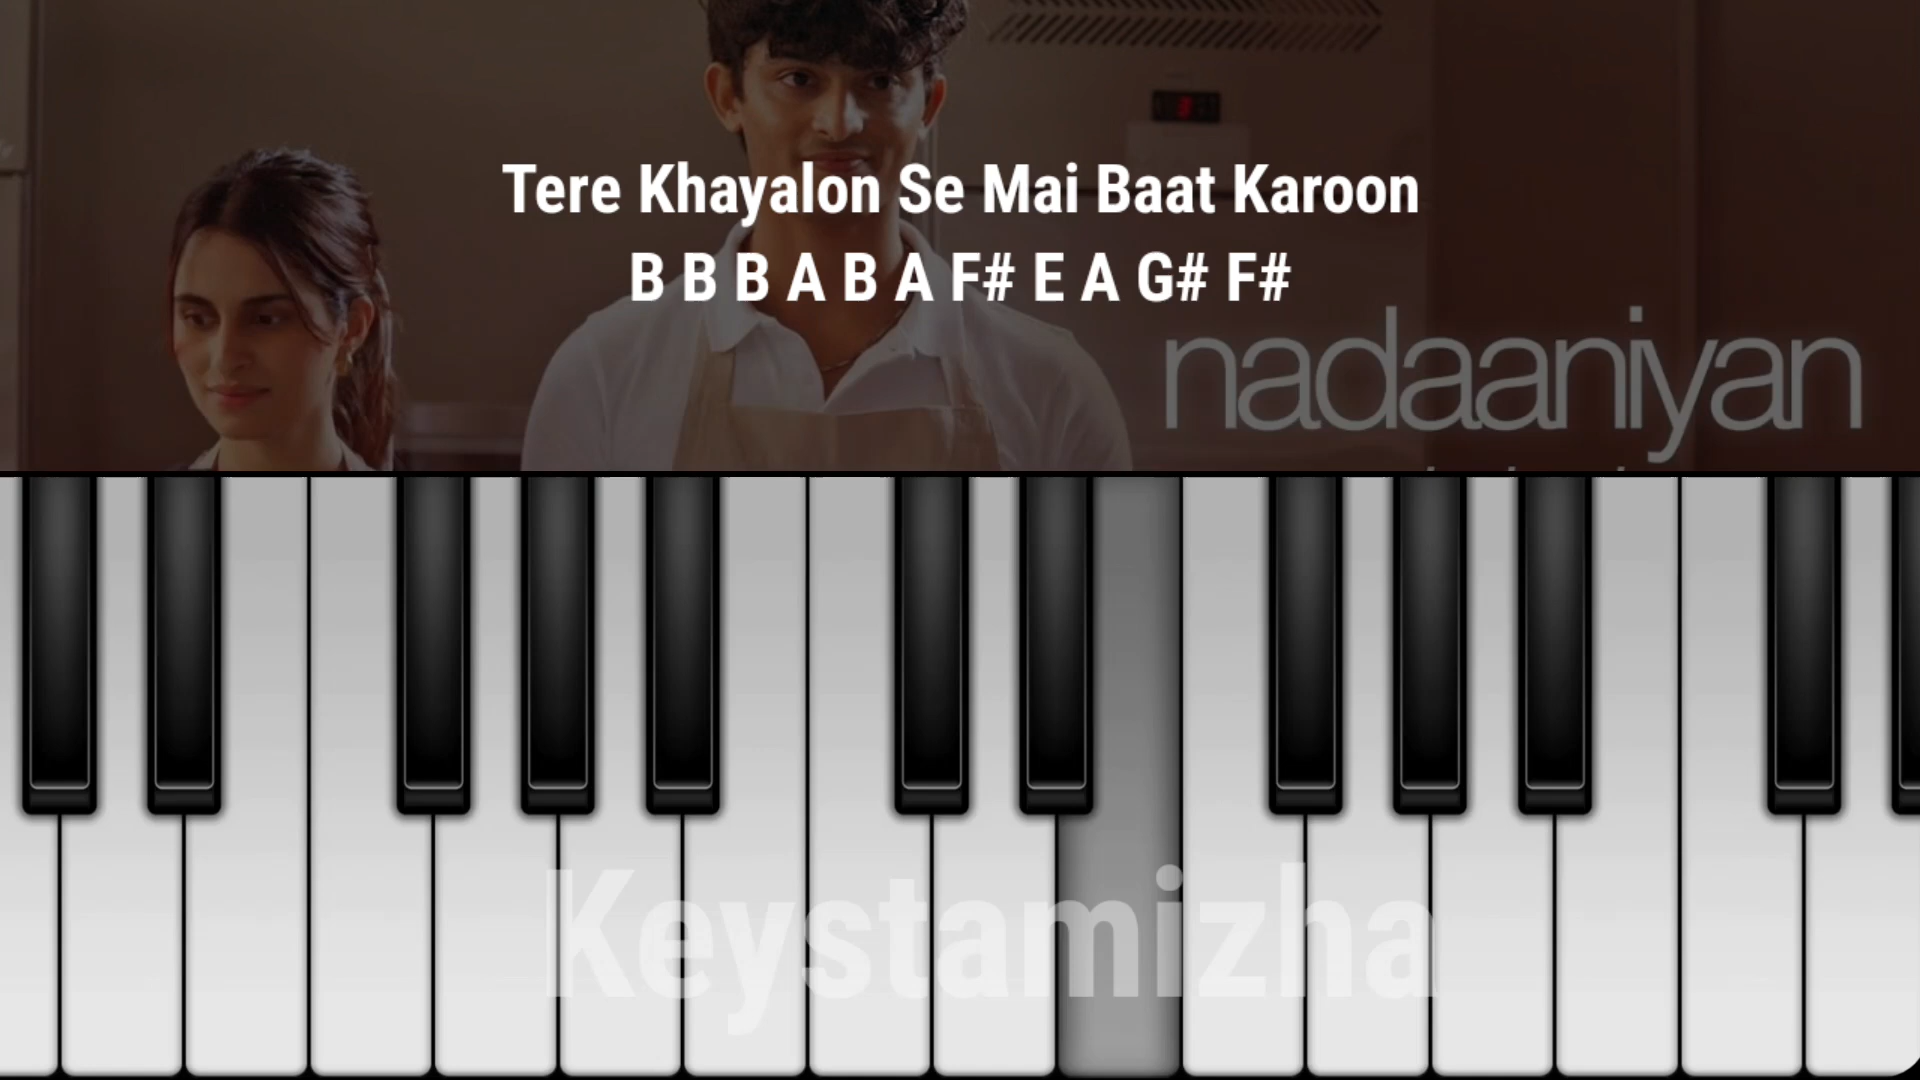 Tere Khayalon Se Mai Baat Karoon
B B B A B A F# E A G# F#
nadaaniyan
Keystamizha